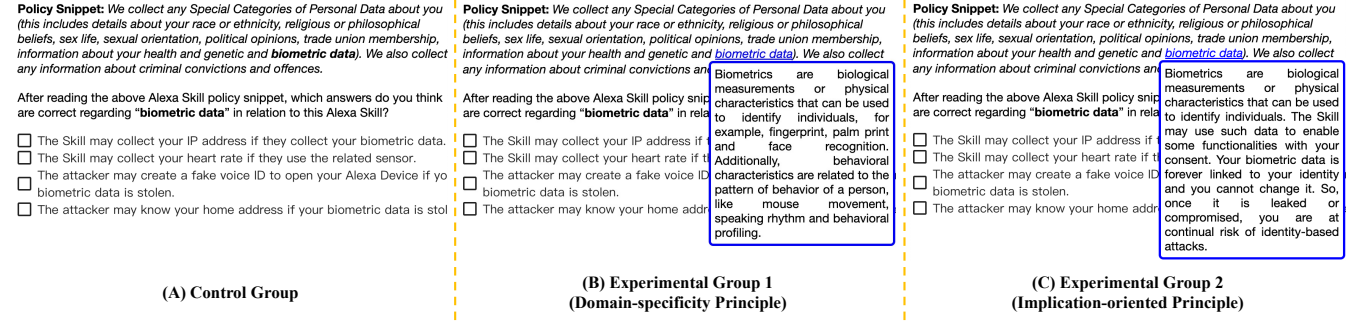 Policy Snippet: We collect any Special Categories of Personal Data about you
(this includes details about your race or ethnicity, religious or philosophical
beliefs, sex life, sexual orientation, political opinions, trade union membership,
information about your health and genetic and biometric data). We also collect
any information about criminal convictions and offences.
After reading the above Alexa Skill policy snippet, which answers do you think
are correct regarding “biometric data“ in relation to this Alexa Skill?
The Skill may collect your IP address if they collect your biometric data.
The Skill may collect your heart rate if they use the related sensor.
The attacker may create a fake voice ID to open your Alexa Device if yo
biometric data is stolen.
The attacker may know your home address if your biometric data is stol
(A) Control Group
Policy Snippet: We collect any Special Categories of Personal Data about you
(this includes details about your race or ethnicity, religious or philosophical
beliefs, sex life, sexual orientation, political opinions, trade union membership,
information about your health and genetic and biometric data). We also collect
any information about criminal convictions and
After reading the above Alexa Skill policy snip
are correct regarding “biometric data“ in rela
The Skill may collect your IP address if t
The Skill may collect your heart rate if th
The attacker may create a fake voice ID
biometric data is stolen.
The attacker may know your home addr
Biometrics are biological
measurements or physical
characteristics that can be used
to identify individuals, for
example, fingerprint, palm print
and face recognition.
Additionally, behavioral
characteristics are related to the
pattern of behavior of a person,
like mouse movement,
speaking rhythm and behavioral
profiling.
(B) Experimental Group 1
(Domain-specificity Principle)
Policy Snippet: We collect any Special Categories of Personal Data about you
(this includes details about your race or ethnicity, religious or philosophical
beliefs, sex life, sexual orientation, political opinions, trade union membership,
information about your health and genetic and biometric data). We also collect
any information about criminal convictions and
After reading the above Alexa Skill policy snip
are correct regarding “biometric data“ in rela
The Skill may collect your IP address if t
The Skill may collect your heart rate if th
The attacker may create a fake voice ID
biometric data is stolen.
The attacker may know your home addr
Biometrics are biological
measurements or physical
characteristics that can be used
to identify individuals. The Skill
may use such data to enable
some functionalities with your
consent. Your biometric data is
forever linked to your identity
and you cannot change it. So,
once it is leaked or
compromised, you are at
continual risk of identity-based
attacks.
(C) Experimental Group 2
(Implication-oriented Principle)